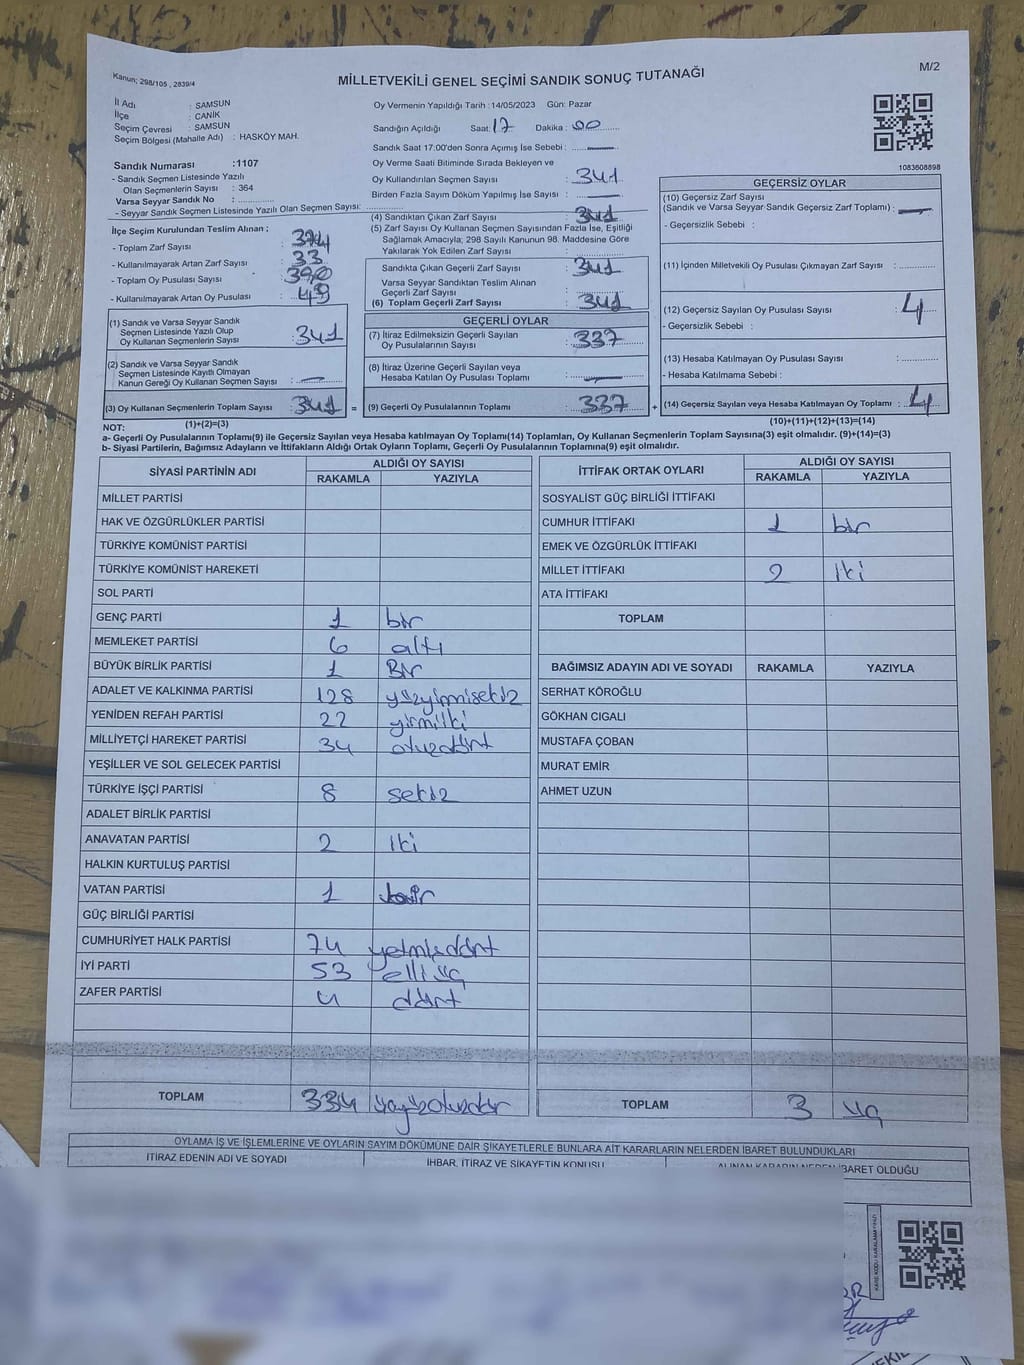 Kanun; 298/105 , 2839/4
M/2
MİLLETVEKİLİ GENEL SEÇİMİ SANDIK SONUÇ TUTANAĞI
İl Adı : SAMSUN
İlçe : CANİK
Seçim Çevresi : SAMSUN
Seçim Bölgesi (Mahalle Adı) : HASKÖY MAH.
Sandık Numarası :1107
- Sandık Seçmen Listesinde Yazılı
Olan Seçmenlerin Sayısı : 364
Varsa Seyyar Sandık No :
- Seyyar Sandık Seçmen Listesinde Yazılı Olan Seçmen Sayısı:
İlçe Seçim Kurulundan Teslim Alınan ;
- Toplam Zarf Sayısı : 374
- Kullanılmayarak Artan Zarf Sayısı : 33
- Toplam Oy Pusulası Sayısı : 390
- Kullanılmayarak Artan Oy Pusulası : 49
(1) Sandık ve Varsa Seyyar Sandık
Seçmen Listesinde Yazılı Olup
Oy Kullanan Seçmenlerin Sayısı : 341
(2) Sandık ve Varsa Seyyar Sandık
Seçmen Listesinde Kayıtlı Olmayan
Kanun Gereği Oy Kullanan Seçmen Sayısı : —
(3) Oy Kullanan Seçmenlerin Toplam Sayısı : 341
Oy Vermenin Yapıldığı Tarih :14/05/2023 Gün: Pazar
Sandığın Açıldığı Saat: 17 Dakika : 00
Sandık Saat 17:00'den Sonra Açımış İse Sebebi : —
Oy Verme Saati Bitiminde Sırada Bekleyen ve
Oy Kullandırılan Seçmen Sayısı : 341
Birden Fazla Sayım Döküm Yapılmış İse Sayısı : —
(4) Sandıktan Çıkan Zarf Sayısı : 341
(5) Zarf Sayısı Oy Kullanan Seçmen Sayısından Fazla İse, Eşitliği
Sağlamak Amacıyla; 298 Sayılı Kanunun 98. Maddesine Göre
Yakılarak Yok Edilen Zarf Sayısı :
Sandıkta Çıkan Geçerli Zarf Sayısı : 341
Varsa Seyyar Sandıktan Teslim Alınan
Geçerli Zarf Sayısı :
(6) Toplam Geçerli Zarf Sayısı : 341
GEÇERLİ OYLAR
(7) İtiraz Edilmeksizin Geçerli Sayılan
Oy Pusulalarının Sayısı : 337
(8) İtiraz Üzerine Geçerli Sayılan veya
Hesaba Katılan Oy Pusulası Toplamı : —
= (9) Geçerli Oy Pusulalarının Toplamı : 337
1083608898
GEÇERSİZ OYLAR
(10) Geçersiz Zarf Sayısı
(Sandık ve Varsa Seyyar Sandık Geçersiz Zarf Toplamı) : —
- Geçersizlik Sebebi :
(11) İçinden Milletvekili Oy Pusulası Çıkmayan Zarf Sayısı :
(12) Geçersiz Sayılan Oy Pusulası Sayısı : 4
- Geçersizlik Sebebi :
(13) Hesaba Katılmayan Oy Pusulası Sayısı :
- Hesaba Katılmama Sebebi :
+ (14) Geçersiz Sayılan veya Hesaba Katılmayan Oy Toplamı : 4
NOT: (1)+(2)=(3) (10)+(11)+(12)+(13)=(14)
a- Geçerli Oy Pusulalarının Toplamı(9) ile Geçersiz Sayılan veya Hesaba katılmayan Oy Toplamı(14) Toplamları, Oy Kullanan Seçmenlerin Toplam Sayısına(3) eşit olmalıdır. (9)+(14)=(3)
b- Siyasi Partilerin, Bağımsız Adayların ve İttifakların Aldığı Ortak Oyların Toplamı, Geçerli Oy Pusulalarının Toplamına(9) eşit olmalıdır.
SİYASİ PARTİNİN ADI ALDIĞI OY SAYISI
RAKAMLA YAZIYLA
MİLLET PARTİSİ
HAK VE ÖZGÜRLÜKLER PARTİSİ
TÜRKİYE KOMÜNİST PARTİSİ
TÜRKİYE KOMÜNİST HAREKETİ
SOL PARTİ
GENÇ PARTİ 1 bir
MEMLEKET PARTİSİ 6 altı
BÜYÜK BİRLİK PARTİSİ 1 Bir
ADALET VE KALKINMA PARTİSİ 128 yüzyirmisekiz
YENİDEN REFAH PARTİSİ 22 yirmiiki
MİLLİYETÇİ HAREKET PARTİSİ 34 otuzdört
YEŞİLLER VE SOL GELECEK PARTİSİ
TÜRKİYE İŞÇİ PARTİSİ 8 sekiz
ADALET BİRLİK PARTİSİ
ANAVATAN PARTİSİ 2 iki
HALKIN KURTULUŞ PARTİSİ
VATAN PARTİSİ 1 bir
GÜÇ BİRLİĞİ PARTİSİ
CUMHURİYET HALK PARTİSİ 74 yetmişdört
İYİ PARTİ 53 elli üç
ZAFER PARTİSİ 4 dört
TOPLAM 334 üçyüzotuzdör
İTTİFAK ORTAK OYLARI ALDIĞI OY SAYISI
RAKAMLA YAZIYLA
SOSYALİST GÜÇ BİRLİĞİ İTTİFAKI
CUMHUR İTTİFAKI 1 bir
EMEK VE ÖZGÜRLÜK İTTİFAKI
MİLLET İTTİFAKI 2 iki
ATA İTTİFAKI
TOPLAM
BAĞIMSIZ ADAYIN ADI VE SOYADI RAKAMLA YAZIYLA
SERHAT KÖROĞLU
GÖKHAN CIGALI
MUSTAFA ÇOBAN
MURAT EMİR
AHMET UZUN
TOPLAM 3 üç
OYLAMA İŞ VE İŞLEMLERİNE VE OYLARIN SAYIM DÖKÜMÜNE DAİR ŞİKAYETLERLE BUNLARA AİT KARARLARIN NELERDEN İBARET BULUNDUKLARI
İTİRAZ EDENİN ADI VE SOYADI İHBAR, İTİRAZ VE ŞİKAYETİN KONUSU ALINAN KARARIN NEDEN İBARET OLDUĞU